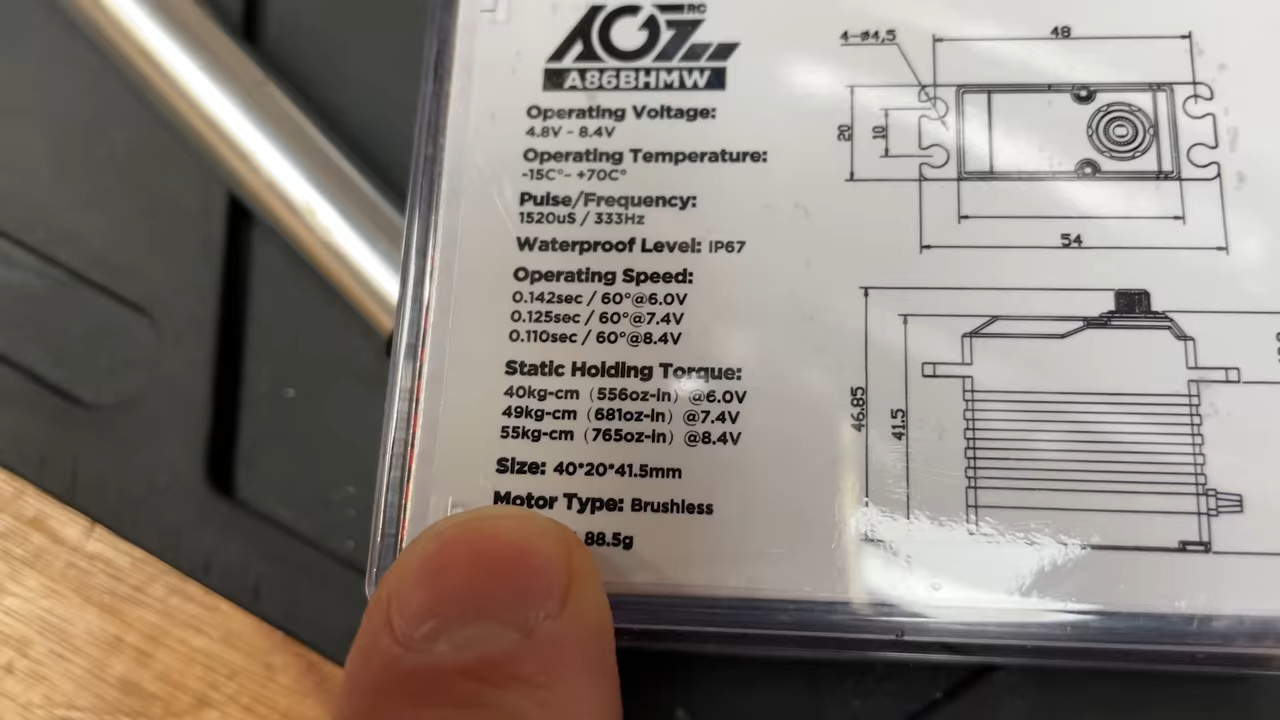 AGF RC
A86BHMW
Operating Voltage:
4.8V - 8.4V
Operating Temperature:
-15C°~ +70C°
Pulse/Frequency:
1520uS / 333Hz
Waterproof Level: IP67
Operating Speed:
0.142sec / 60°@6.0V
0.125sec / 60°@7.4V
0.110sec / 60°@8.4V
Static Holding Torque:
40kg-cm（556oz-in）@6.0V
49kg-cm（681oz-in）@7.4V
55kg-cm（765oz-in）@8.4V
Size: 40*20*41.5mm
Motor Type: Brushless
88.5g
4-ø4,5
48
20
10
54
46.85
41.5